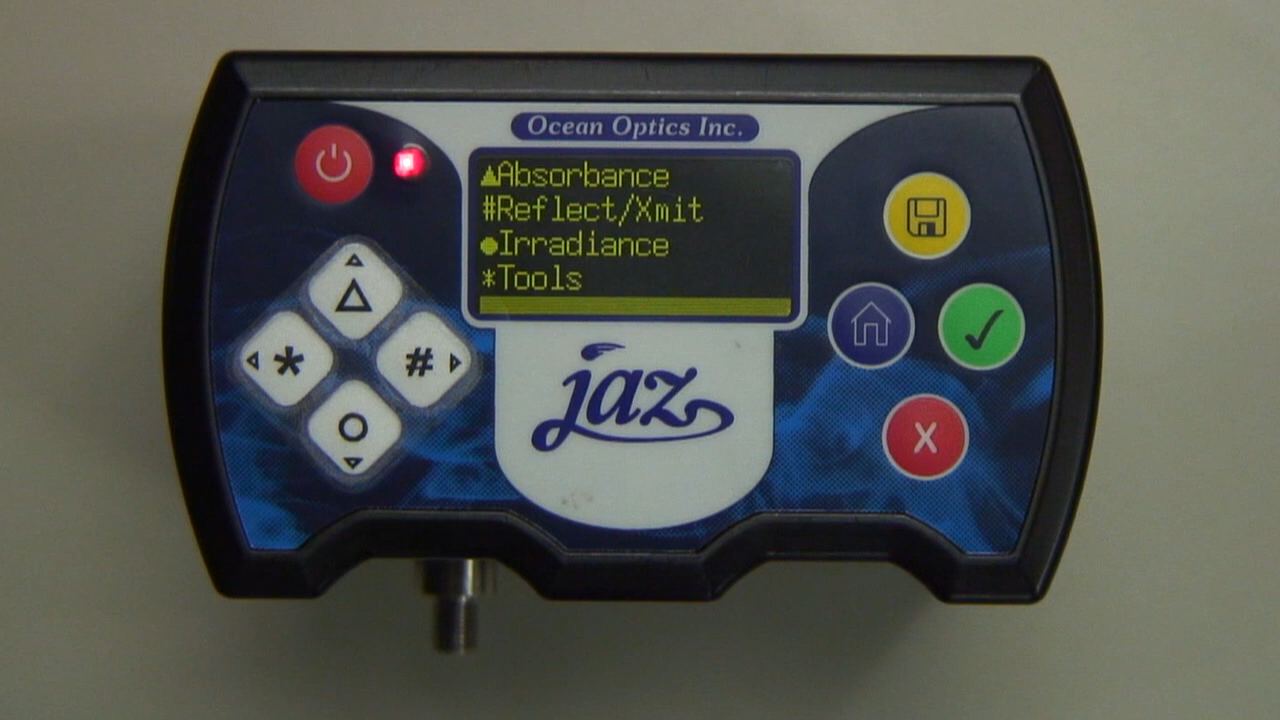 Ocean Optics Inc.
▲Absorbance
#Reflect/Xmit
●Irradiance
*Tools
*
#
jaz
X